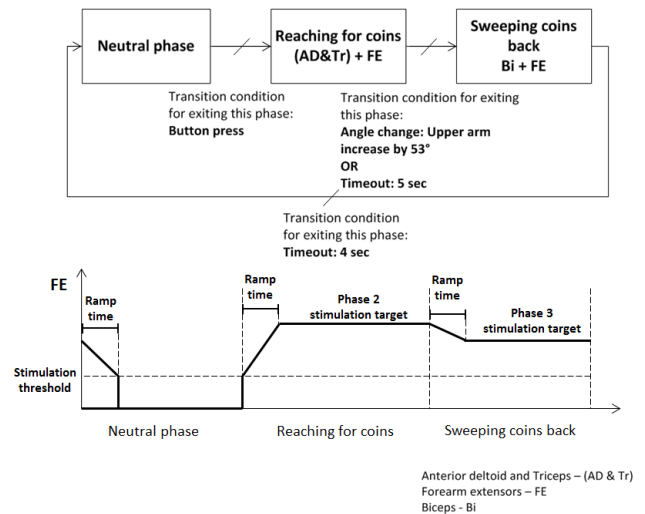 Neutral phase
Reaching for coins
(AD&Tr) + FE
Sweeping coins
back
Bi + FE
Transition condition
for exiting this phase:
Button press
Transition condition for exiting
this phase:
Angle change: Upper arm
increase by 53°
OR
Timeout: 5 sec
Transition condition
for exiting this phase:
Timeout: 4 sec
FE
Ramp
time
Ramp
time
Phase 2
stimulation target
Ramp
time
Phase 3
stimulation target
Stimulation
threshold
Neutral phase
Reaching for coins
Sweeping coins back
Anterior deltoid and Triceps – (AD & Tr)
Forearm extensors – FE
Biceps - Bi